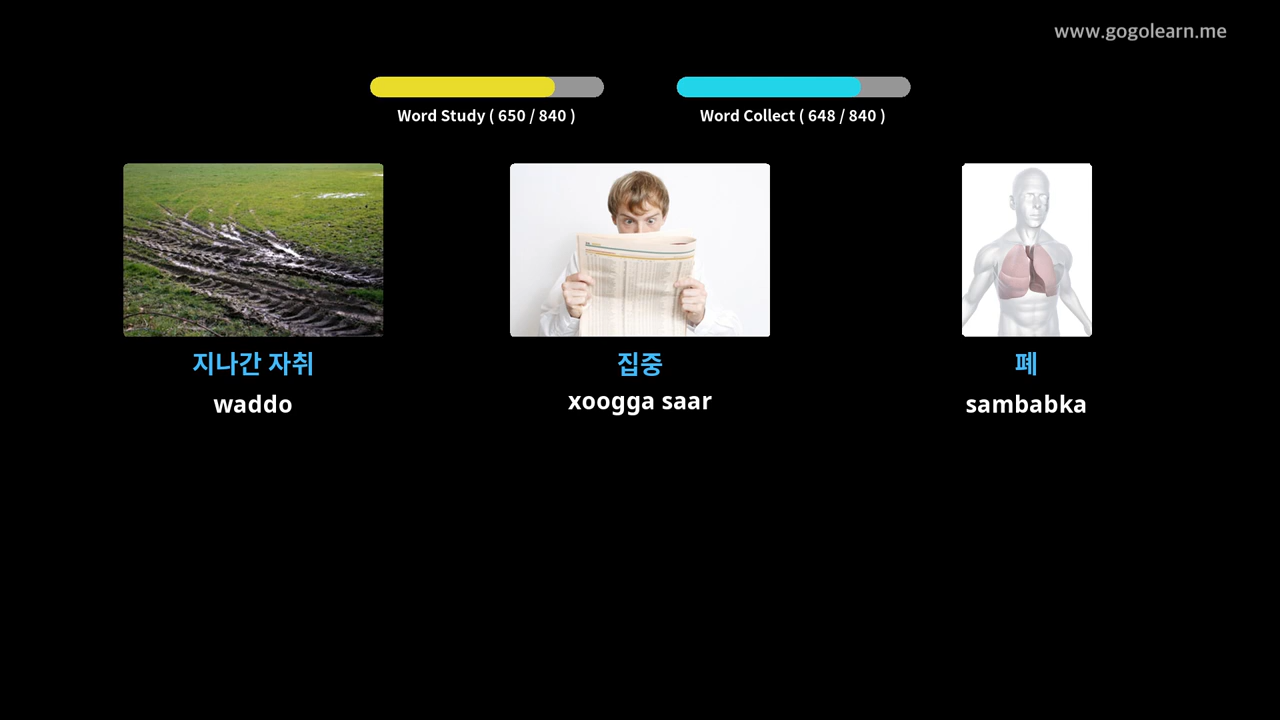 www.gogolearn.me
Word Study ( 650 / 840 )
Word Collect ( 648 / 840 )
지나간 자취
waddo
집중
xoogga saar
폐
sambabka